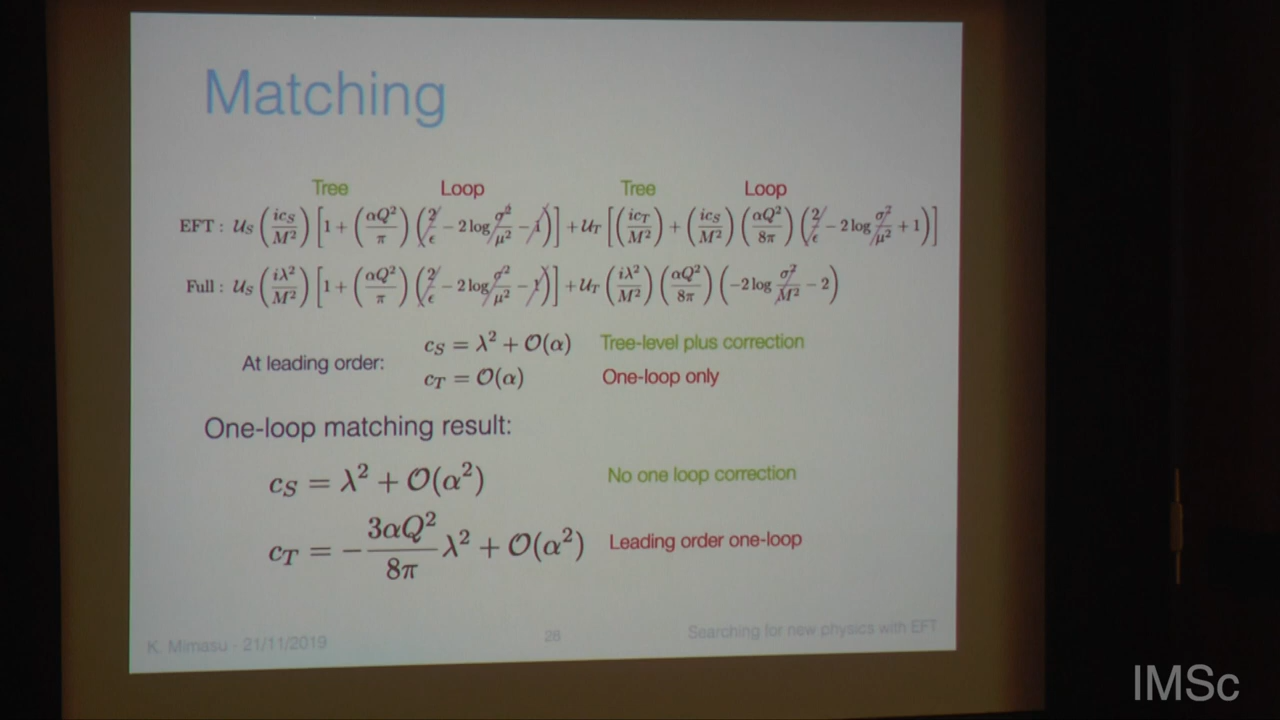 Matching
Tree Loop Tree Loop
EFT : 𝒰_S (ic_S/M²) [1 + (αQ²/π) (2/ϵ − 2 log σ²/μ² − 1)] + 𝒰_T [(ic_T/M²) + (ic_S/M²) (αQ²/8π) (2/ϵ − 2 log σ²/μ² + 1)]
Full : 𝒰_S (iλ²/M²) [1 + (αQ²/π) (2/ϵ − 2 log σ²/μ² − 1)] + 𝒰_T (iλ²/M²) (αQ²/8π) (−2 log σ²/M² − 2)
At leading order:
c_S = λ² + 𝒪(α) Tree-level plus correction
c_T = 𝒪(α) One-loop only
One-loop matching result:
c_S = λ² + 𝒪(α²) No one loop correction
c_T = − 3αQ²/8π λ² + 𝒪(α²) Leading order one-loop
K. Mimasu - 21/11/2019 28 Searching for new physics with EFT
IMSc